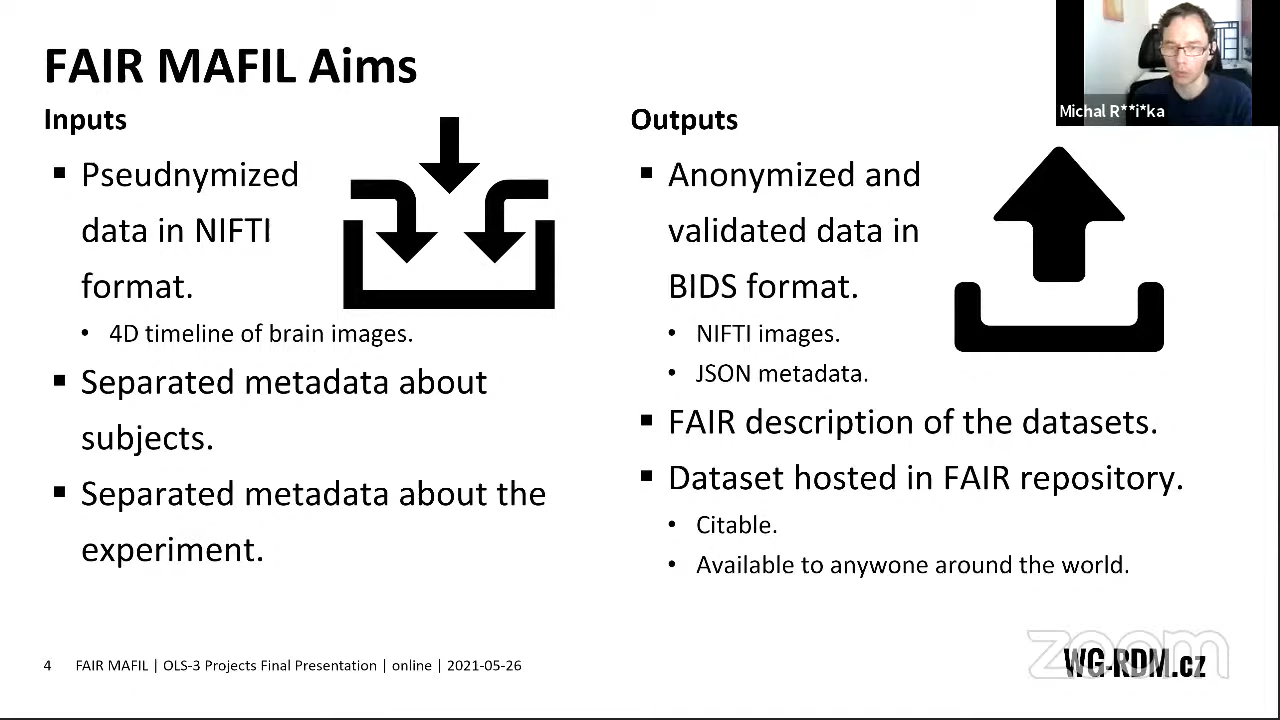 FAIR MAFIL Aims
Inputs
▪ Pseudnymized
data in NIFTI
format.
• 4D timeline of brain images.
▪ Separated metadata about
subjects.
▪ Separated metadata about the
experiment.
Outputs
▪ Anonymized and
validated data in
BIDS format.
• NIFTI images.
• JSON metadata.
▪ FAIR description of the datasets.
▪ Dataset hosted in FAIR repository.
• Citable.
• Available to anywone around the world.
Michal R**i*ka
4 FAIR MAFIL | OLS-3 Projects Final Presentation | online | 2021-05-26
zoom
WG-RDM.cz